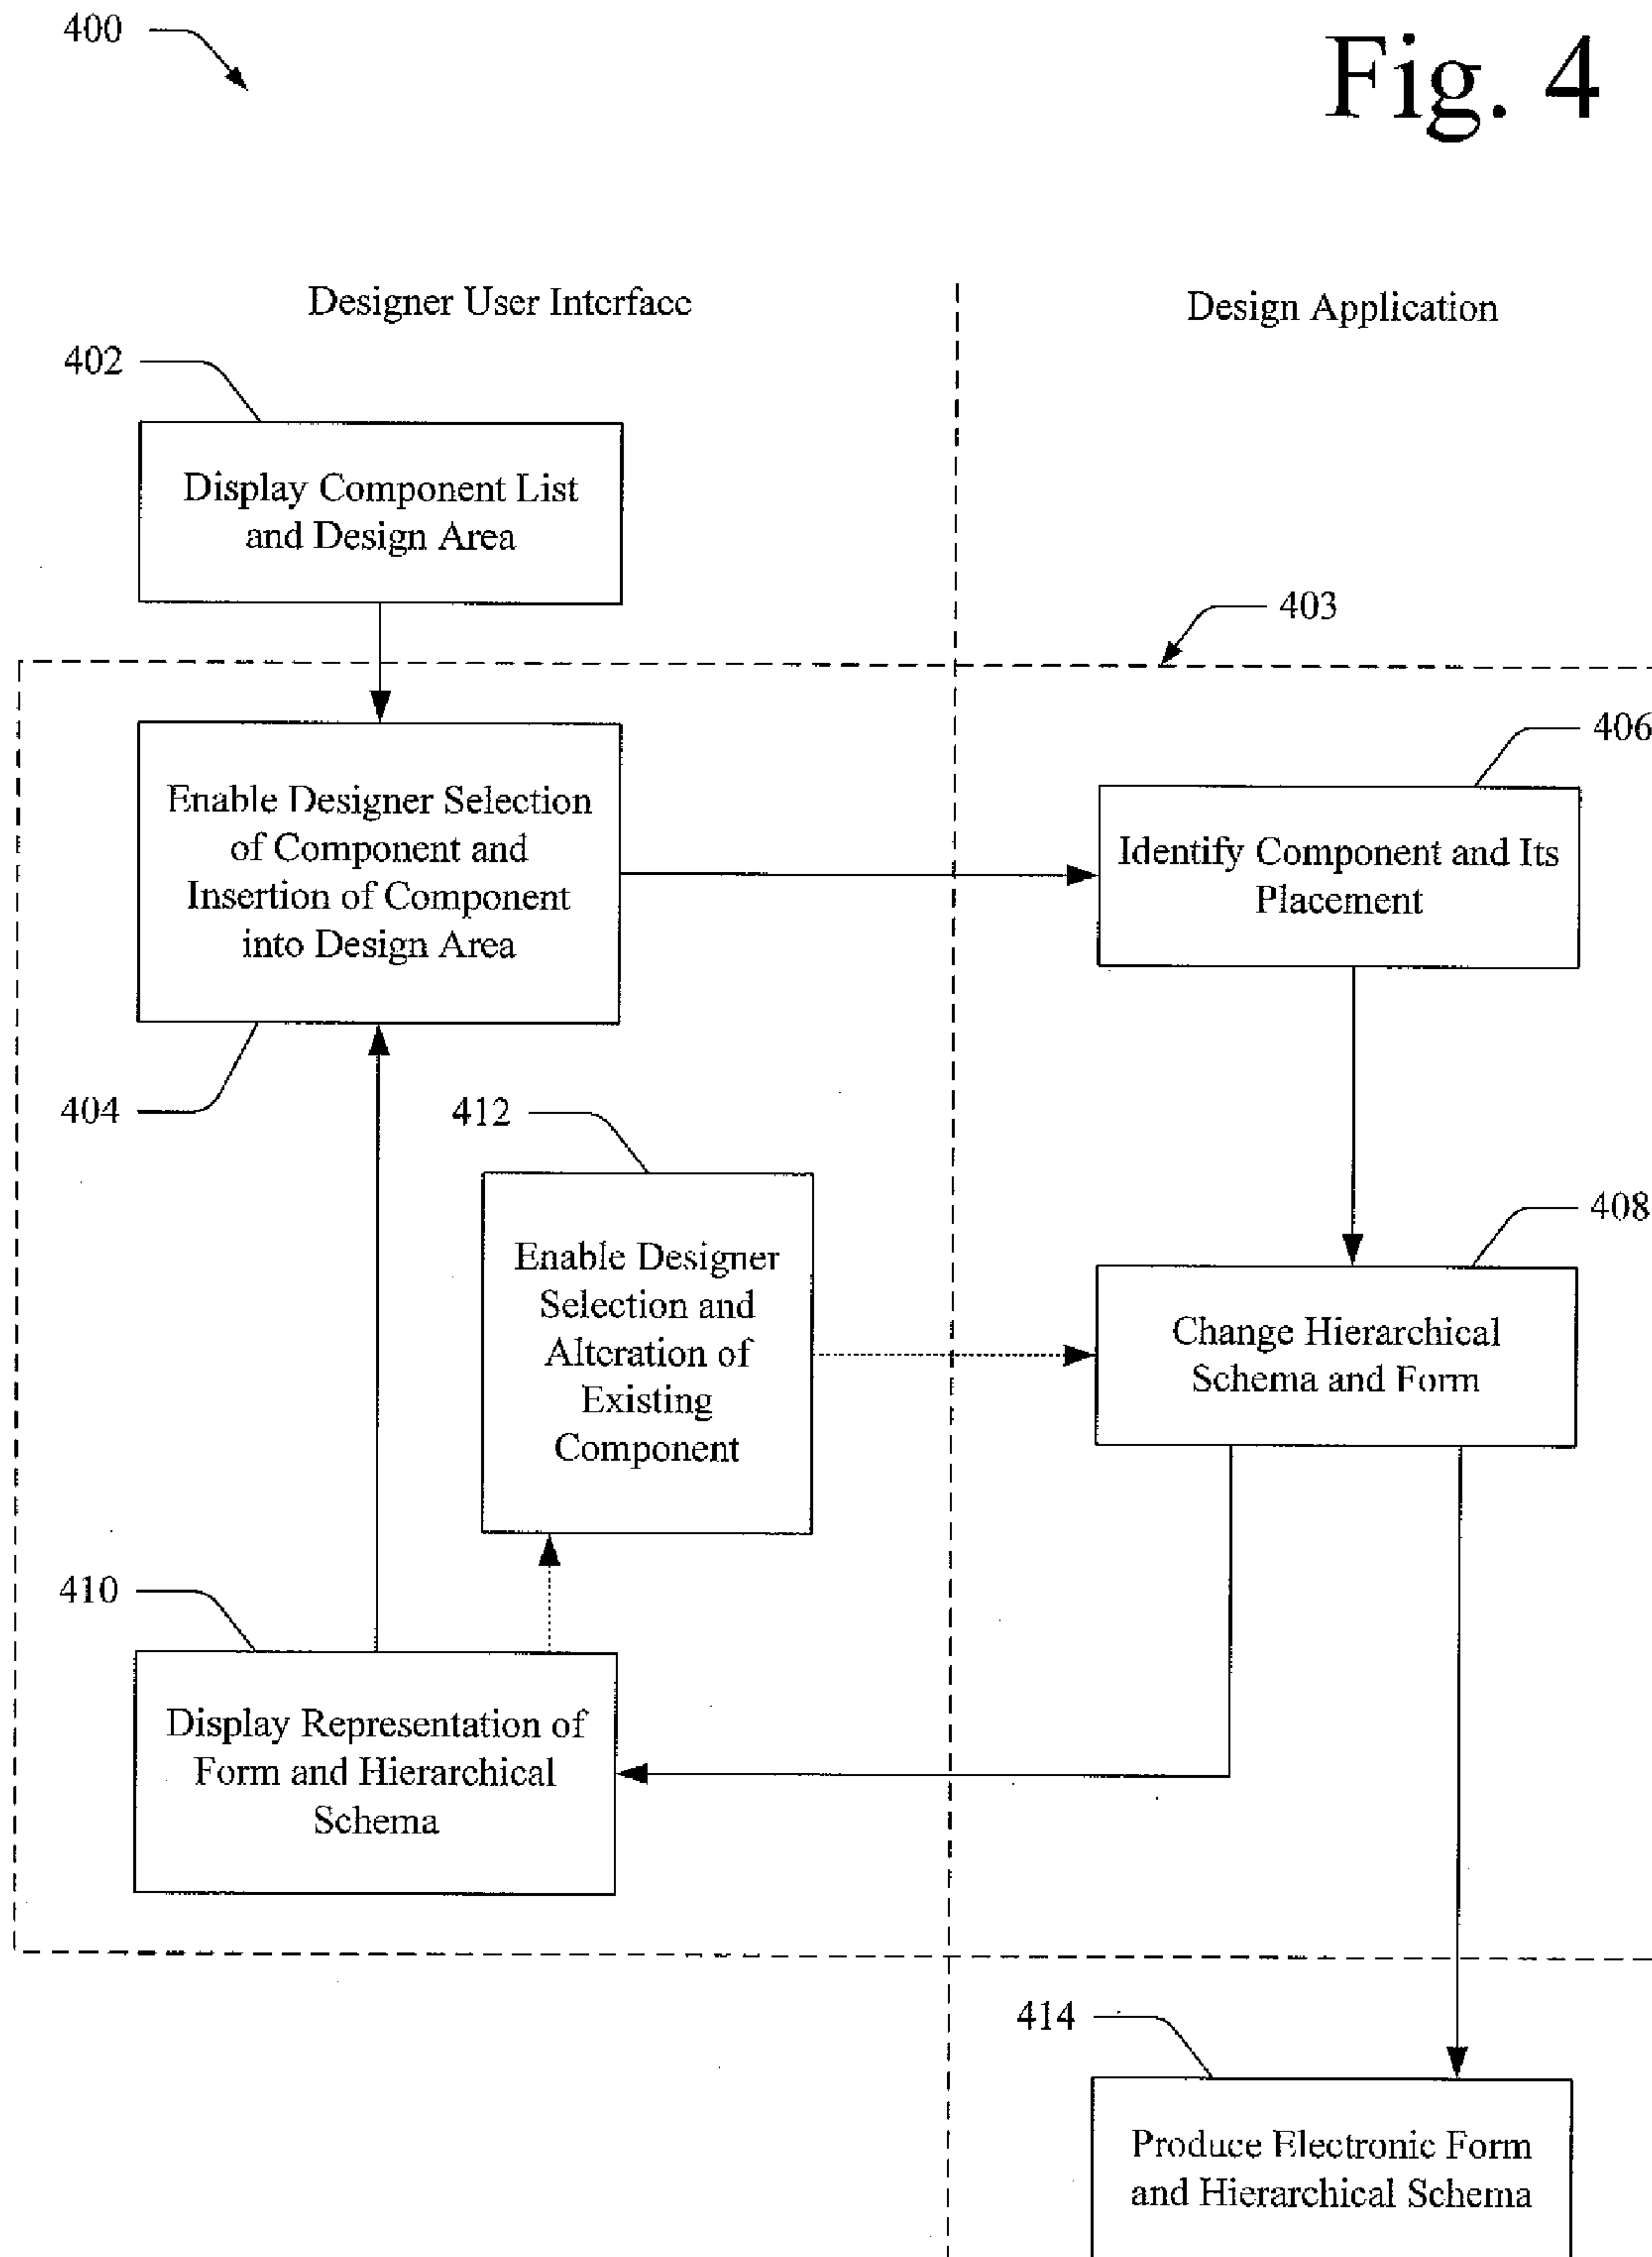 400
Fig. 4
Designer User Interface
Design Application
402
Display Component List
and Design Area
403
406
Enable Designer Selection
of Component and
Insertion of Component
into Design Area
Identify Component and Its
Placement
404
412
408
Enable Designer
Selection and
Alteration of
Existing
Component
Change Hierarchical
Schema and Form
410
Display Representation of
Form and Hierarchical
Schema
414
Produce Electronic Form
and Hierarchical Schema